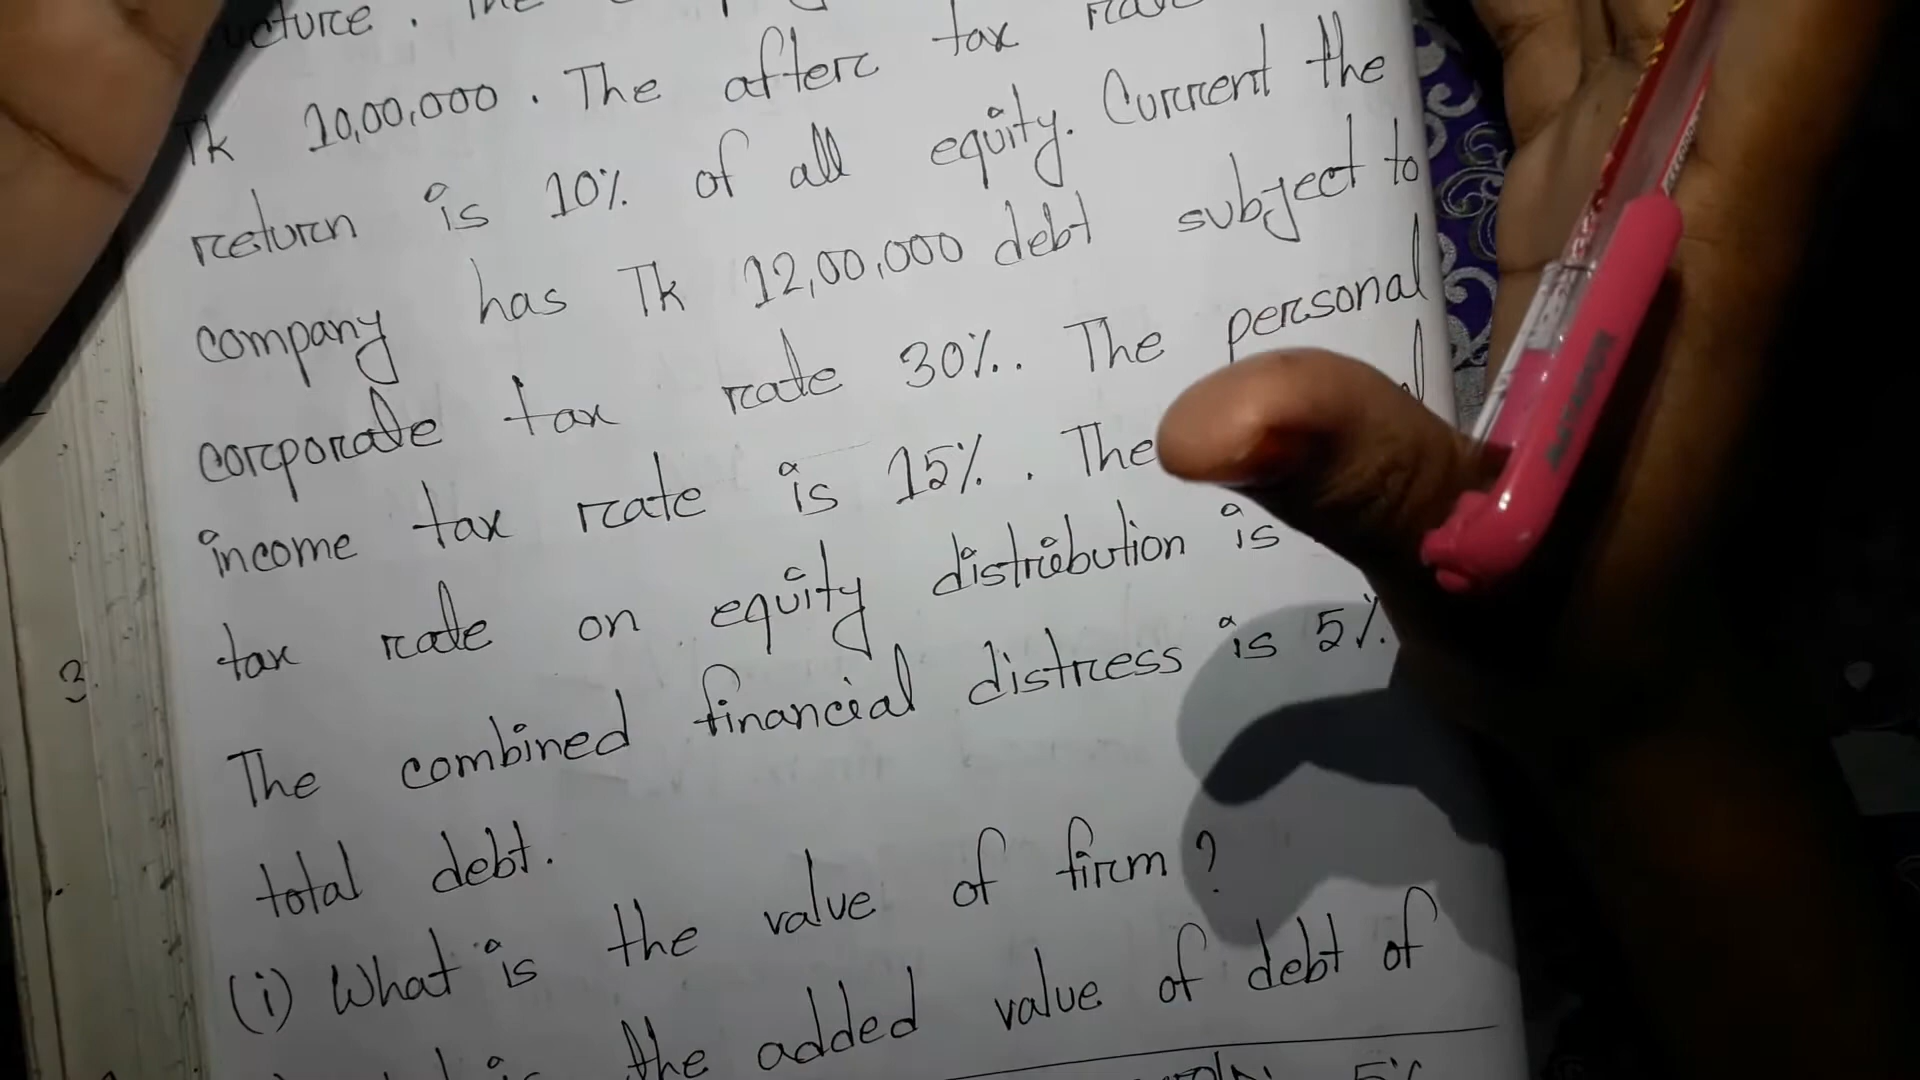 ucture. The
Tk 10,00,000. The after tax rate
return is 10% of all equity. Current the
company has Tk 12,00,000 debt subject to
corporate tax rate 30%. The personal
income tax rate is 15%. The
tax rate on equity distribution is
The combined financial distress is 5%
total debt.
(i) What is the value of firm?
the added value of debt of
5%
3.